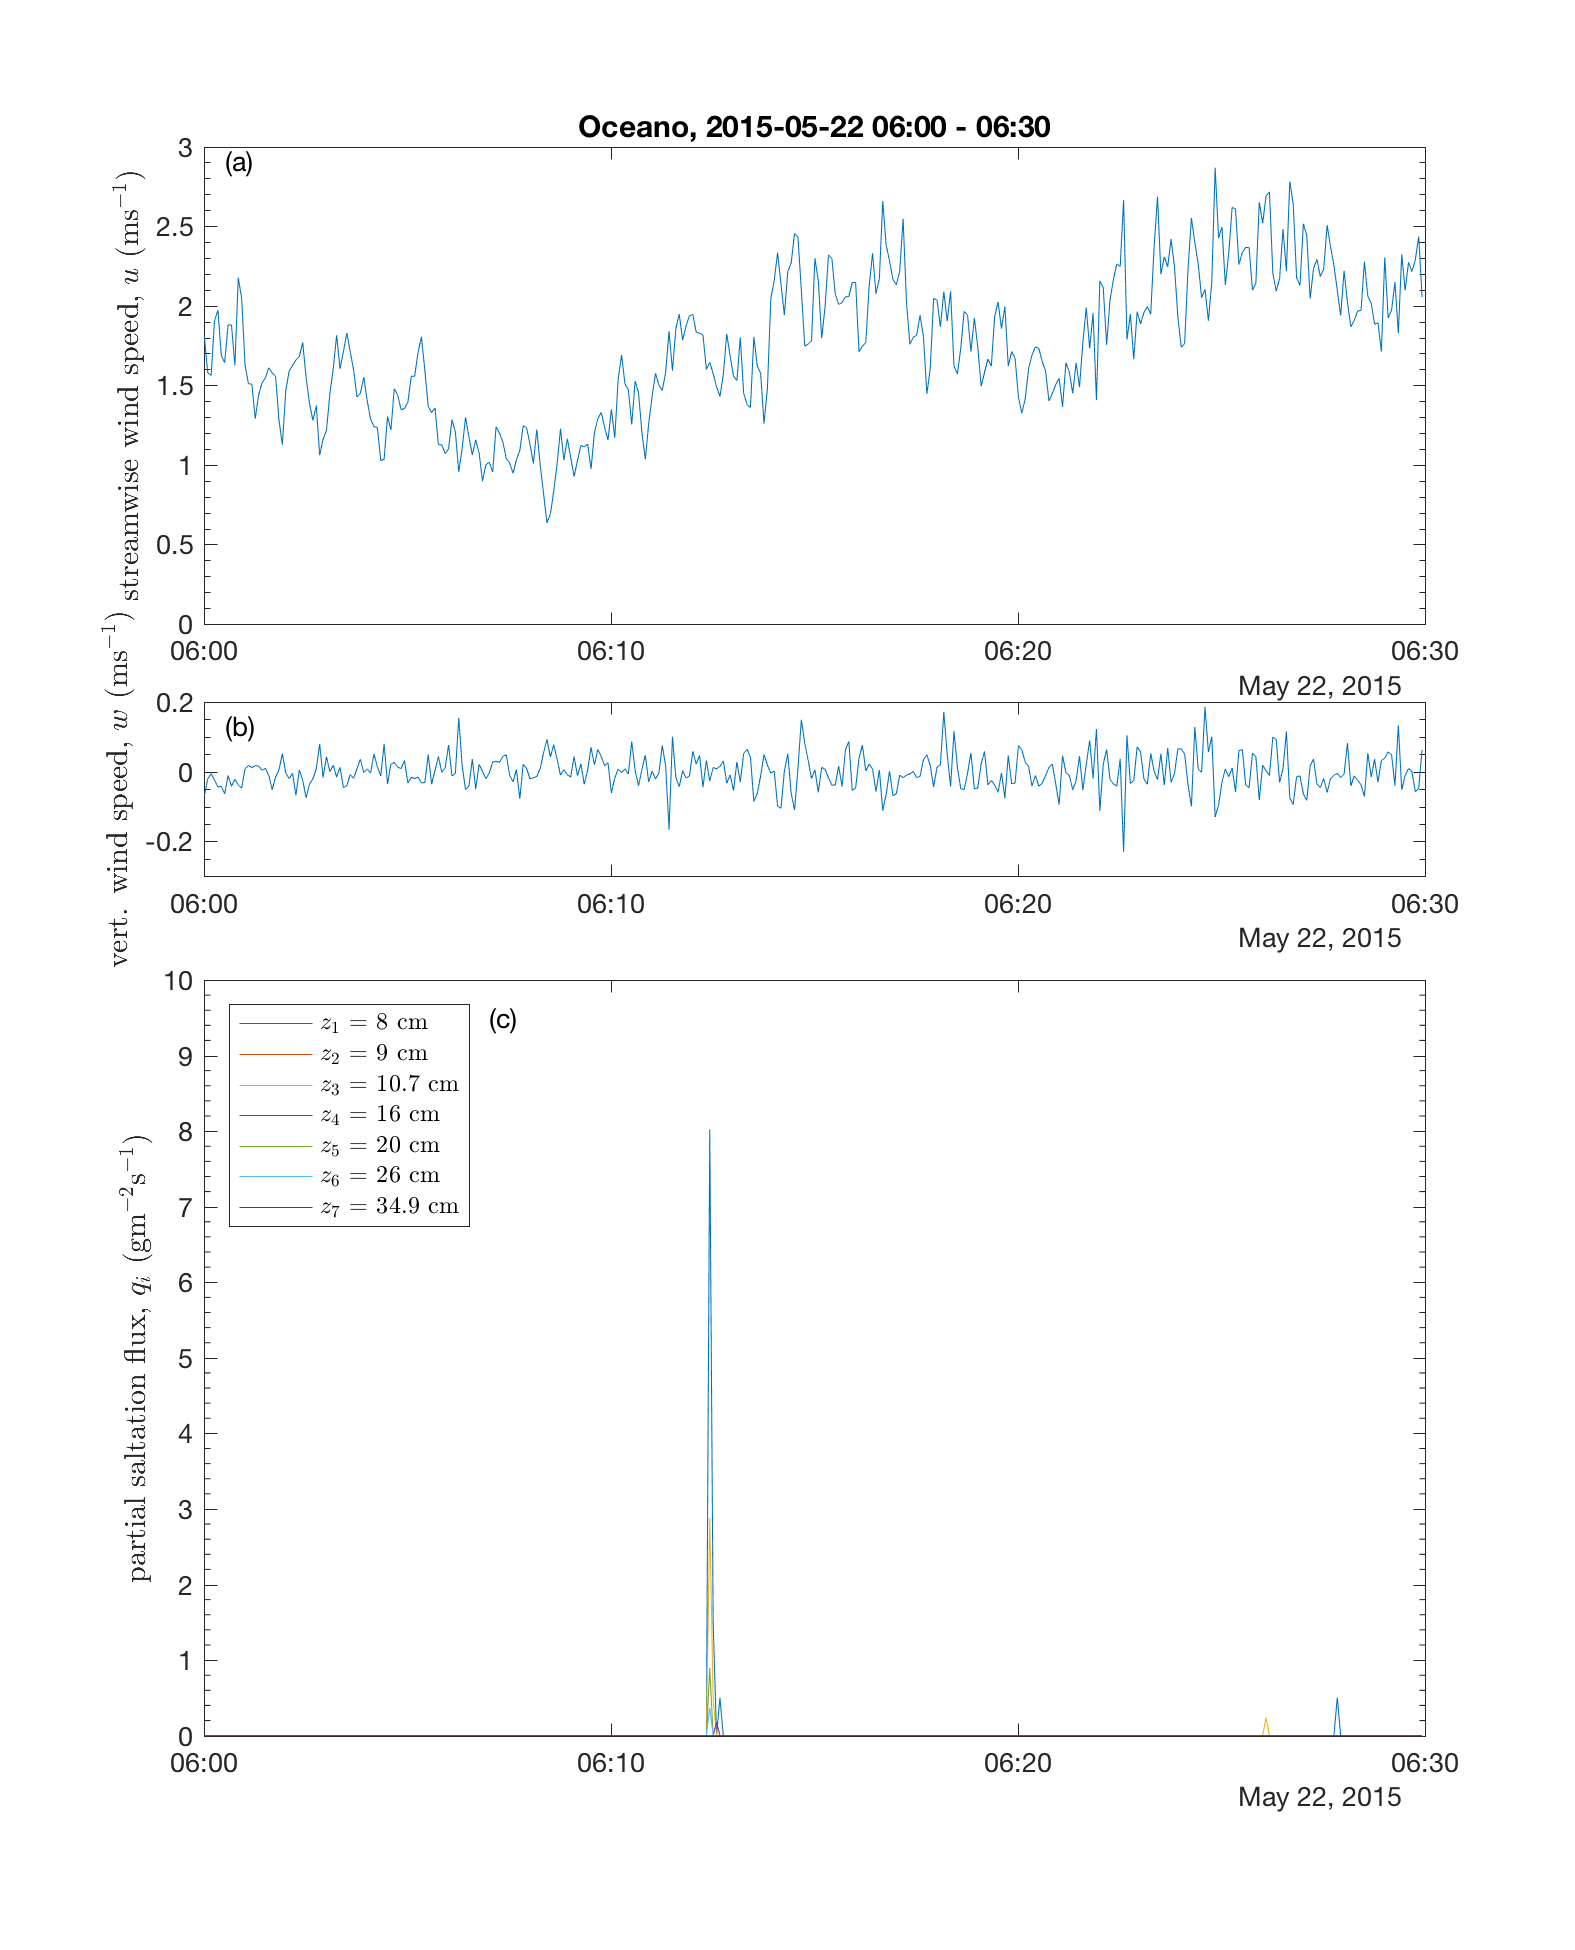 Oceano, 2015-05-22 06:00 - 06:30
(a)
streamwise wind speed, u (ms⁻¹)
3
2.5
2
1.5
1
0.5
0
06:00 06:10 06:20 06:30
May 22, 2015
(b)
vert. wind speed, w (ms⁻¹)
0.2
0
-0.2
06:00 06:10 06:20 06:30
May 22, 2015
(c)
partial saltation flux, qᵢ (gm⁻²s⁻¹)
10
9
8
7
6
5
4
3
2
1
0
z₁ = 8 cm
z₂ = 9 cm
z₃ = 10.7 cm
z₄ = 16 cm
z₅ = 20 cm
z₆ = 26 cm
z₇ = 34.9 cm
06:00 06:10 06:20 06:30
May 22, 2015